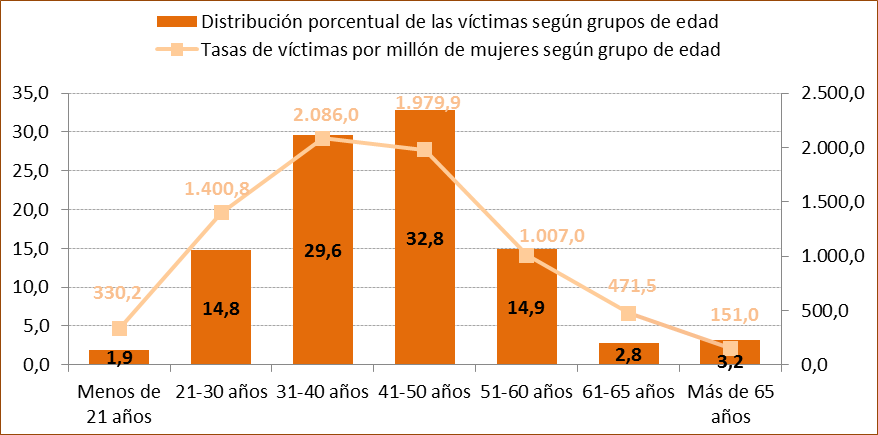 Distribución porcentual de las víctimas según grupos de edad
Tasas de víctimas por millón de mujeres según grupo de edad
35,0
30,0
25,0
20,0
15,0
10,0
5,0
0,0
2.500,0
2.000,0
1.500,0
1.000,0
500,0
0,0
330,2
1.400,8
2.086,0
1.979,9
1.007,0
471,5
151,0
1,9
14,8
29,6
32,8
14,9
2,8
3,2
Menos de
21 años
21-30 años
31-40 años
41-50 años
51-60 años
61-65 años
Más de 65
años